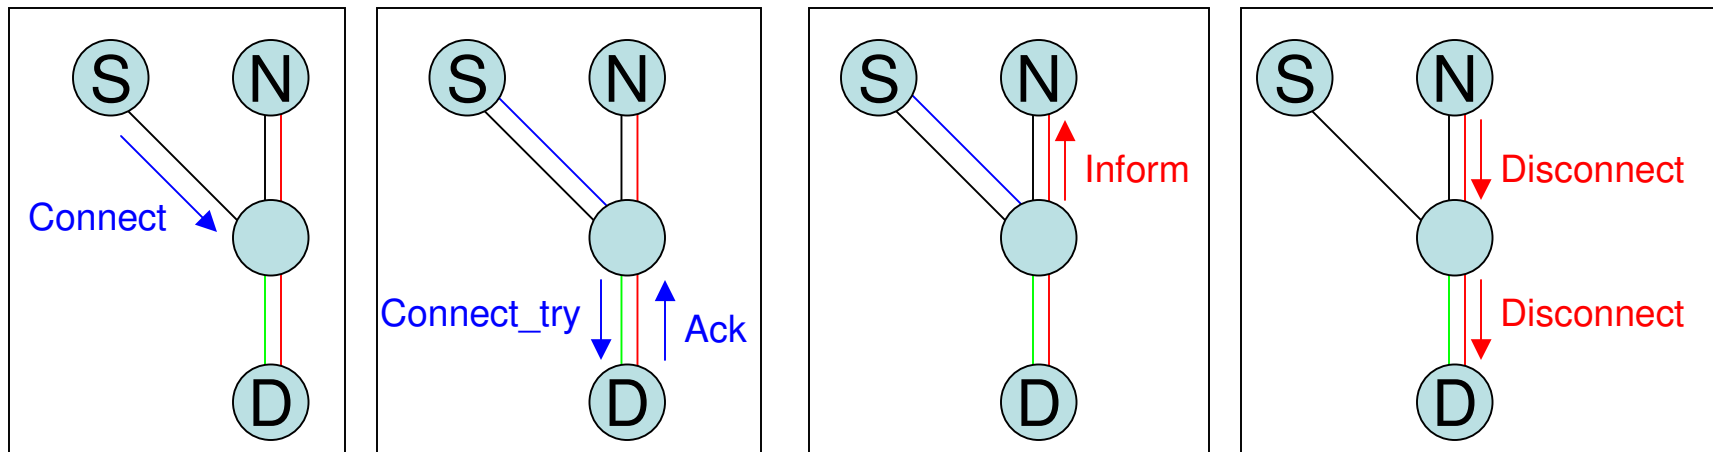 S N
Connect
D
S N
Connect_try
Ack
D
S N
Inform
D
S N
Disconnect
Disconnect
D